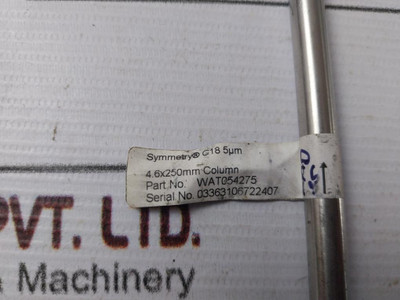 Symmetry® C18 5µm
4.6x250mm Column
Part No. WAT054275
Serial No. 03363106722407
PVT. LTD.
& Machinery